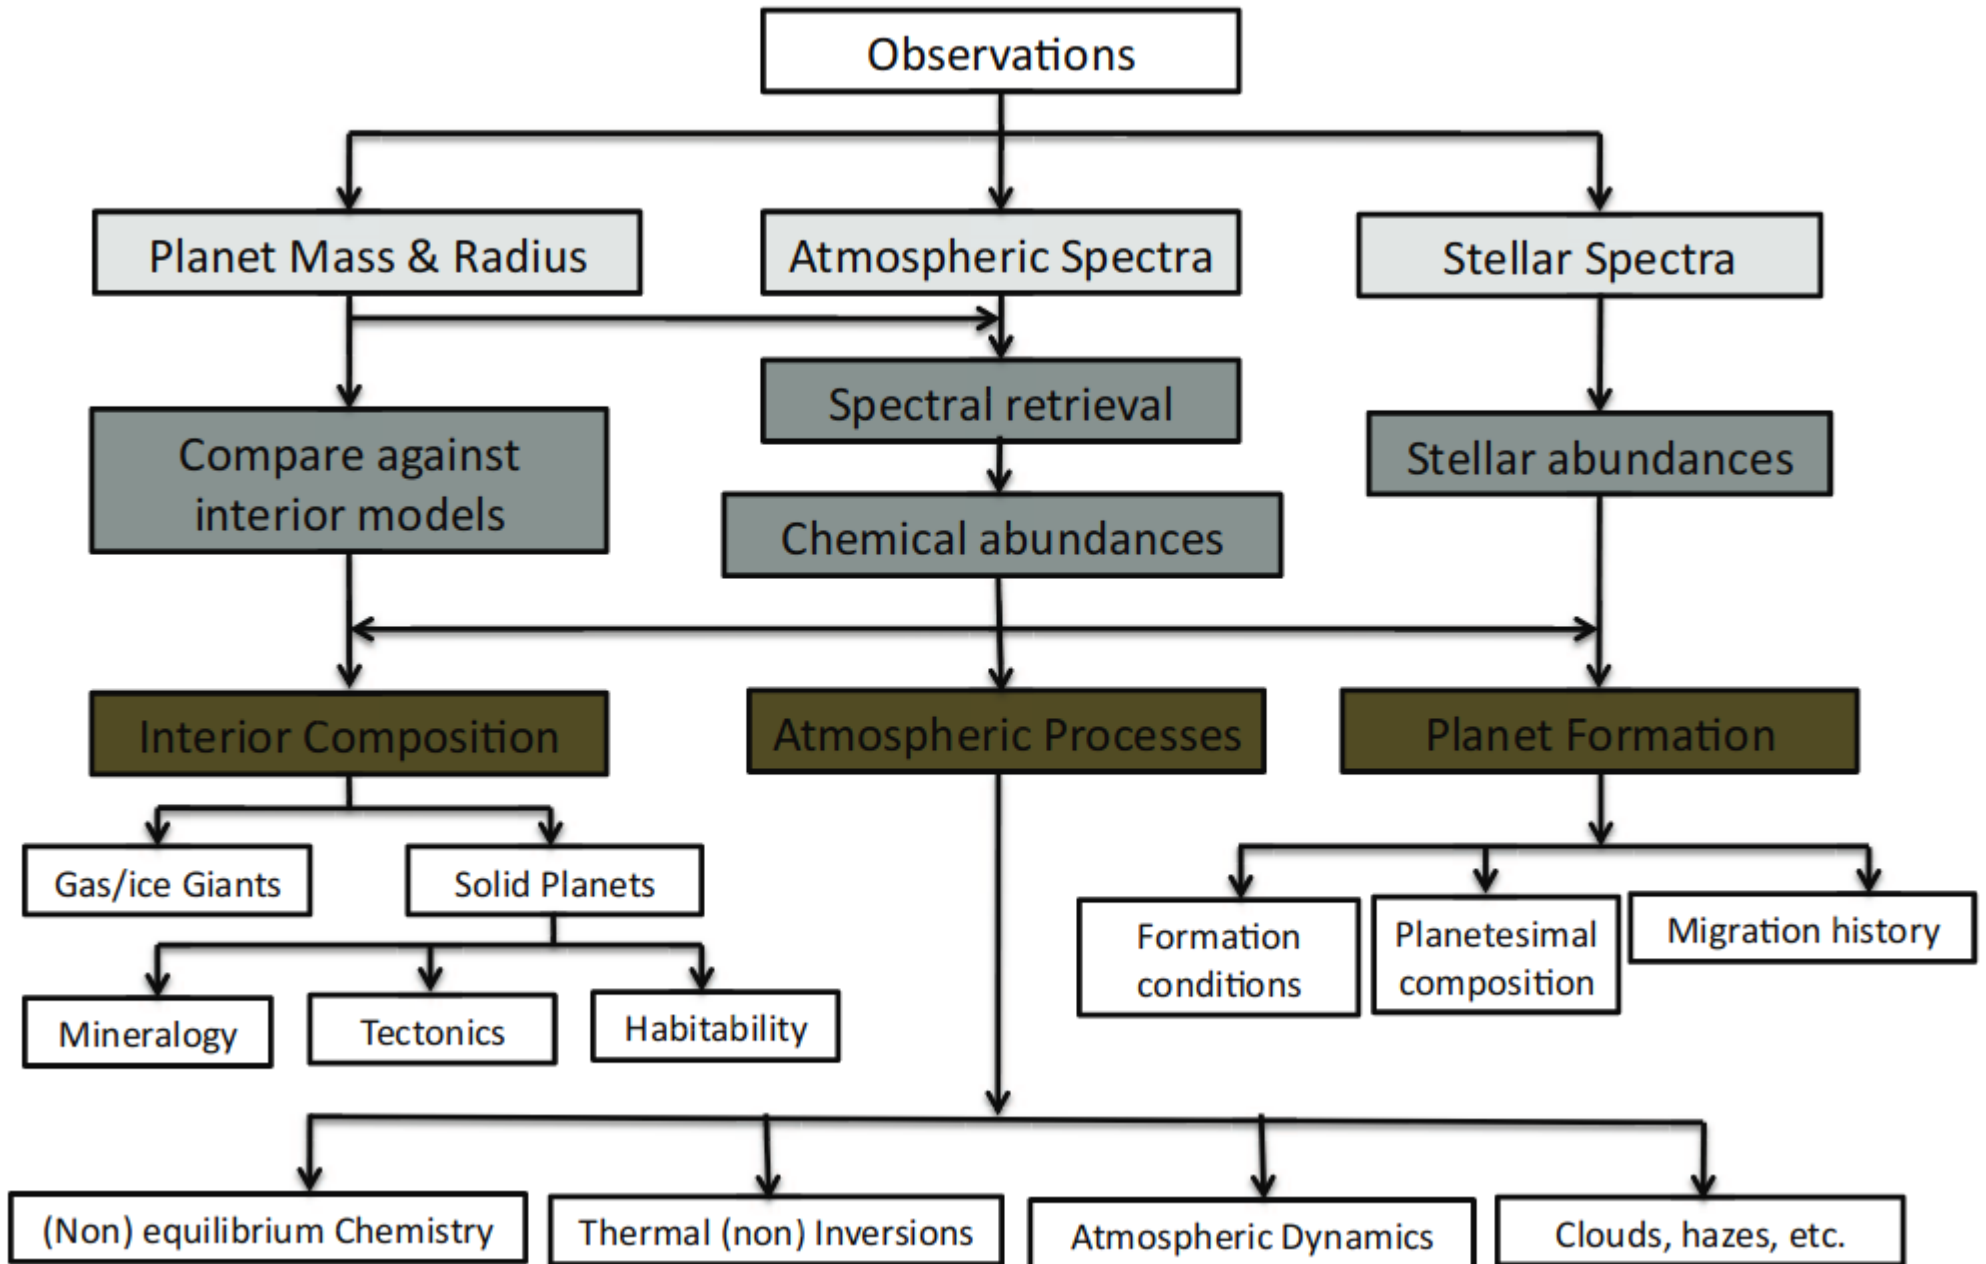 Observations
Planet Mass & Radius
Atmospheric Spectra
Stellar Spectra
Spectral retrieval
Compare against
interior models
Stellar abundances
Chemical abundances
Interior Composition
Atmospheric Processes
Planet Formation
Gas/ice Giants
Solid Planets
Formation
conditions
Planetesimal
composition
Migration history
Mineralogy
Tectonics
Habitability
(Non) equilibrium Chemistry
Thermal (non) Inversions
Atmospheric Dynamics
Clouds, hazes, etc.